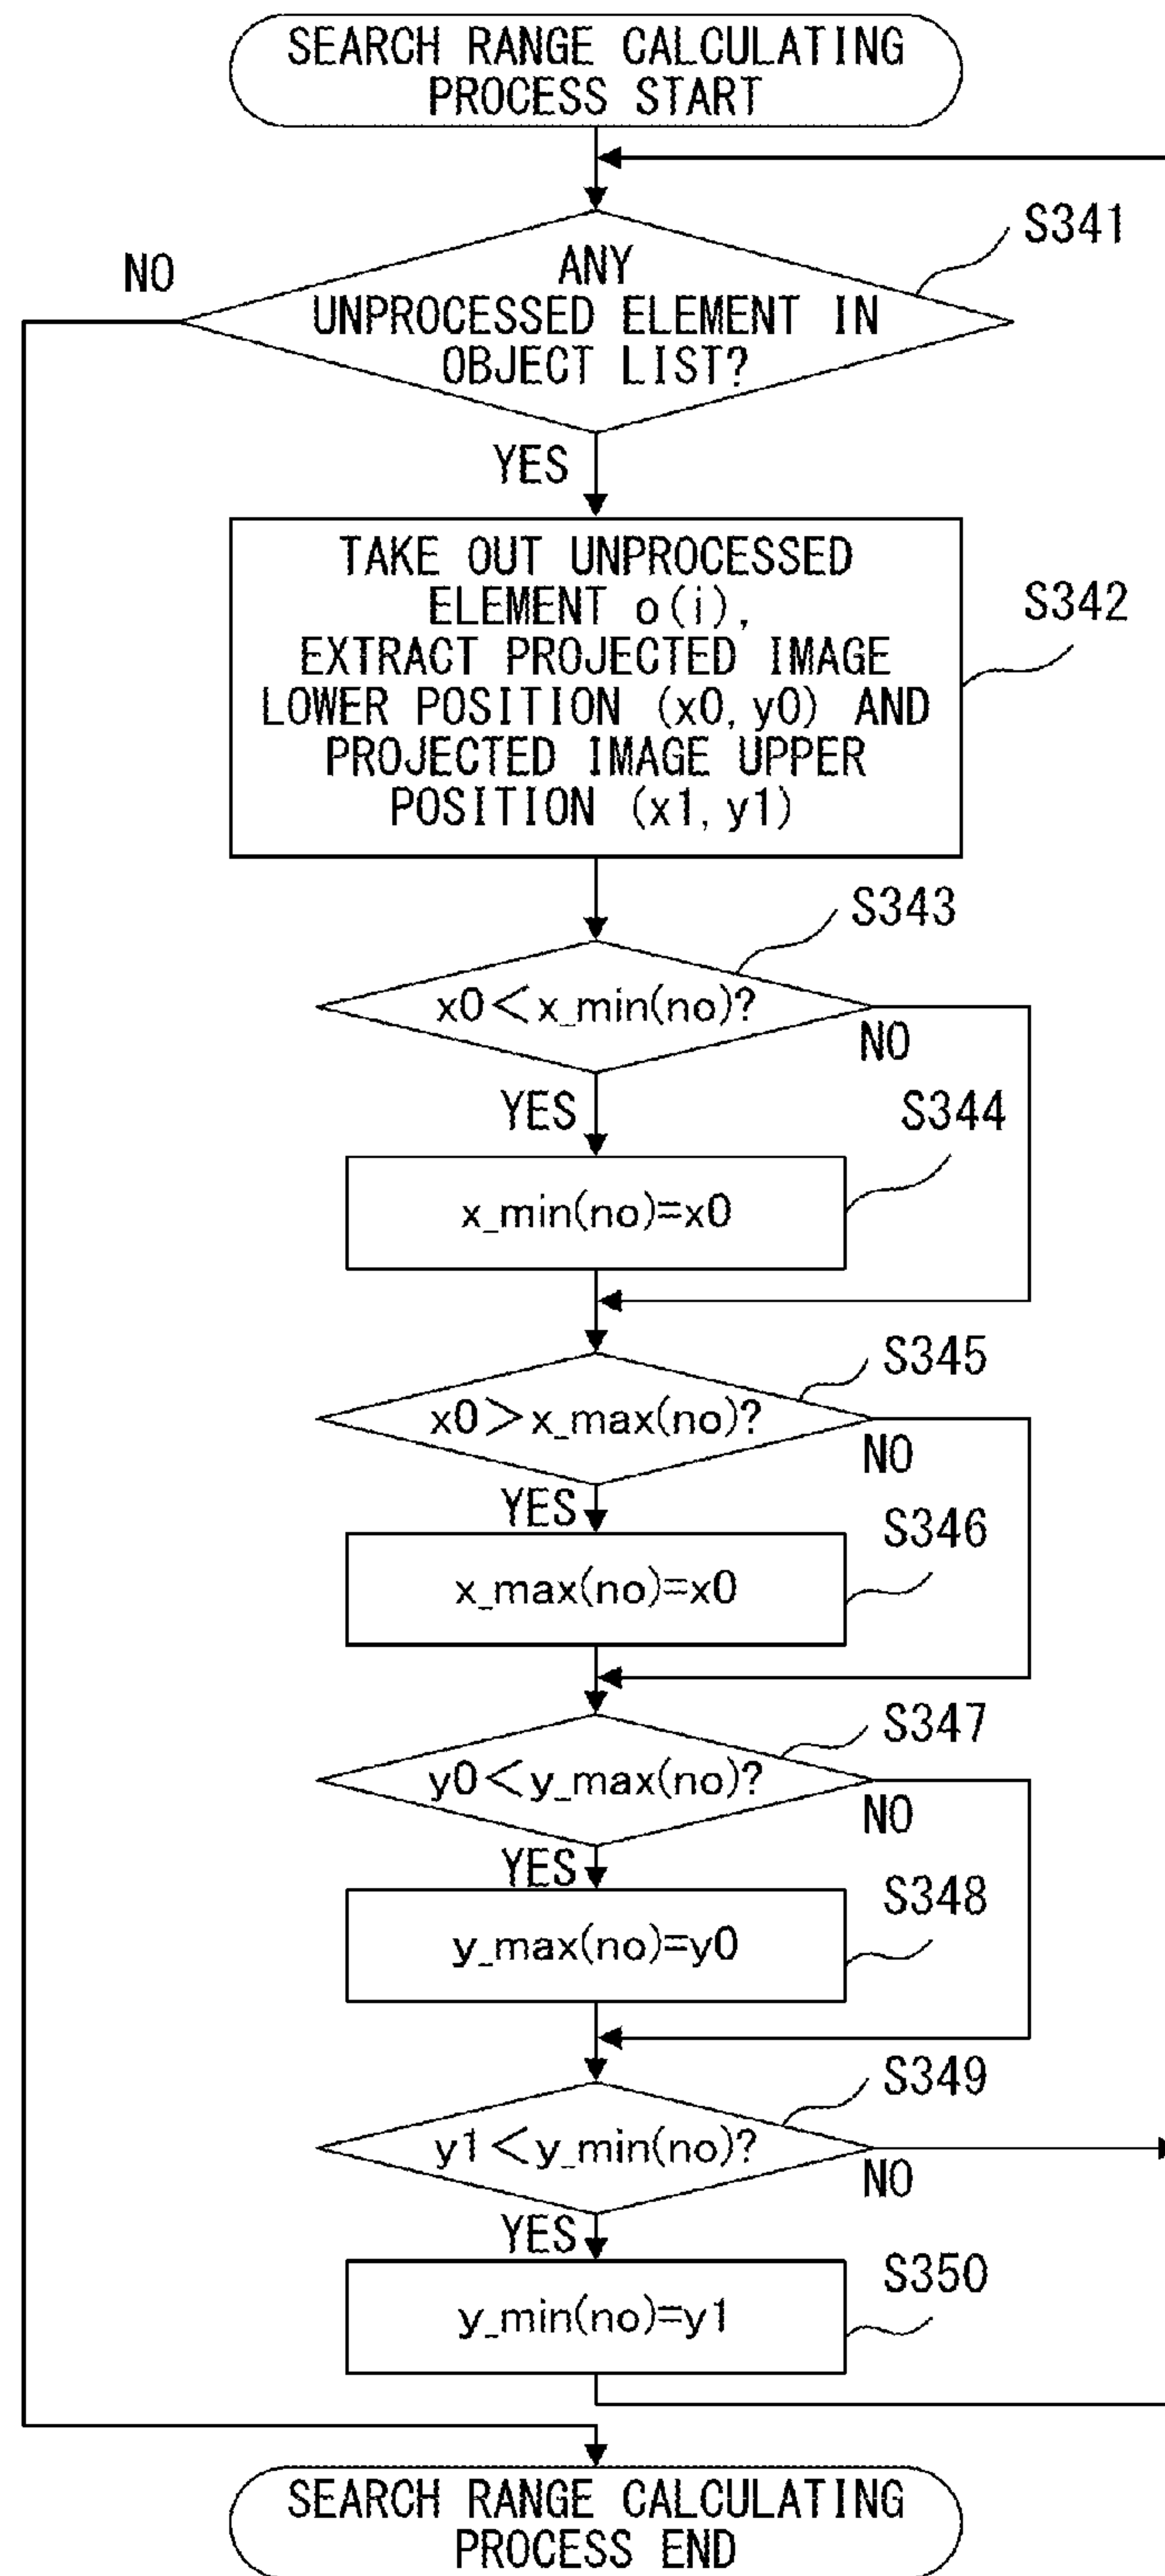 SEARCH RANGE CALCULATING
PROCESS START
S341
NO
ANY
UNPROCESSED ELEMENT IN
OBJECT LIST?
YES
TAKE OUT UNPROCESSED
ELEMENT o(i),
EXTRACT PROJECTED IMAGE
LOWER POSITION (x0, y0) AND
PROJECTED IMAGE UPPER
POSITION (x1, y1)
S342
S343
x0<x_min(no)?
NO
YES
S344
x_min(no)=x0
S345
x0>x_max(no)?
NO
YES
S346
x_max(no)=x0
S347
y0<y_max(no)?
NO
YES
S348
y_max(no)=y0
S349
y1<y_min(no)?
NO
YES
S350
y_min(no)=y1
SEARCH RANGE CALCULATING
PROCESS END